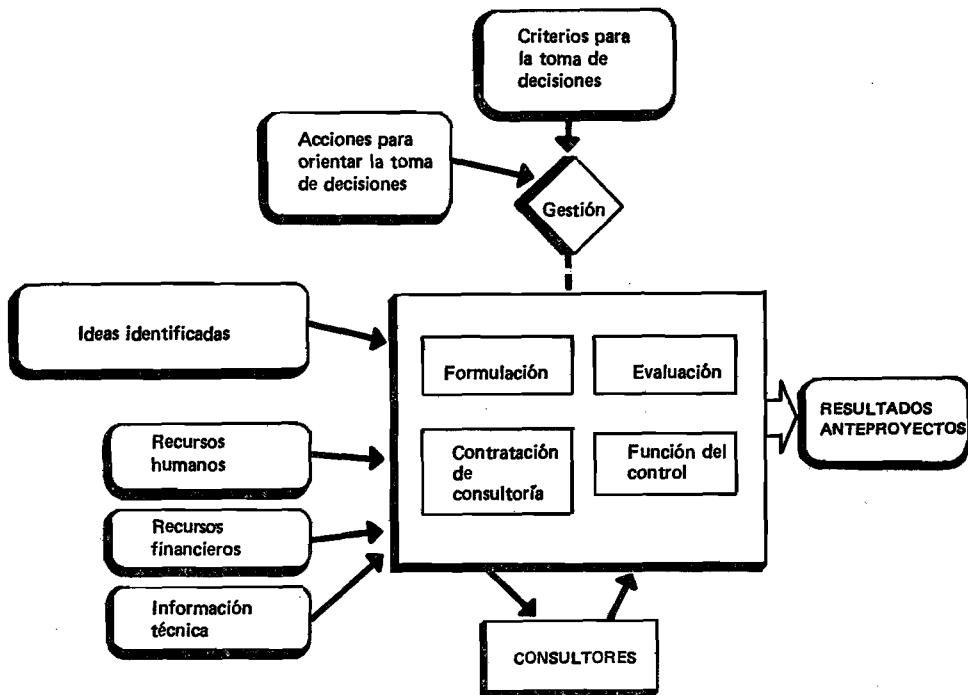 Criterios para
la toma de
decisiones
Acciones para
orientar la toma
de decisiones
Gestión
Ideas identificadas
Formulación
Evaluación
RESULTADOS
ANTEPROYECTOS
Recursos
humanos
Contratación
de
consultoría
Función del
control
Recursos
financieros
Información
técnica
CONSULTORES